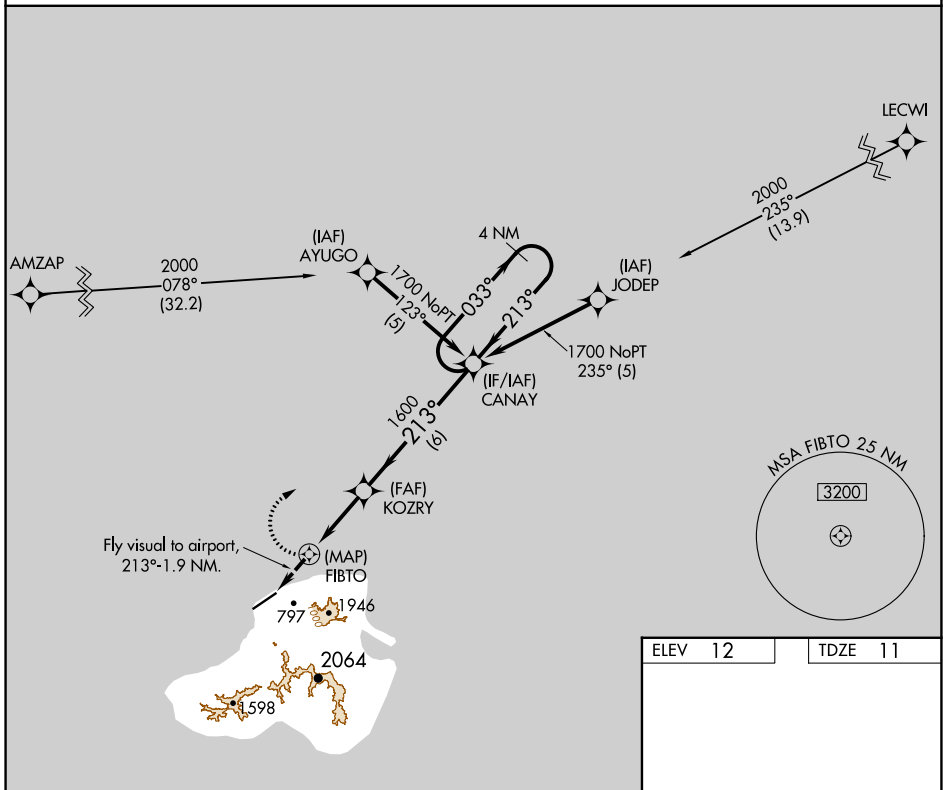 LECWI
2000
235°
(13.9)
4 NM
(IAF)
AYUGO
AMZAP
2000
078°
(32.2)
1700 NoPT
123°
(5)
033°
213°
(IAF)
JODEP
1700 NoPT
235° (5)
(IF/IAF)
CANAY
1600
213°
(6)
MSA FIBTO 25 NM
3200
(FAF)
KOZRY
Fly visual to airport,
213°-1.9 NM.
(MAP)
FIBTO
797
1946
2064
1598
ELEV 12
TDZE 11